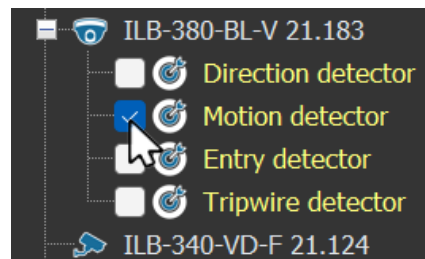 ILB-380-BL-V 21.183
Direction detector
Motion detector
Entry detector
Tripwire detector
ILB-340-VD-F 21.124